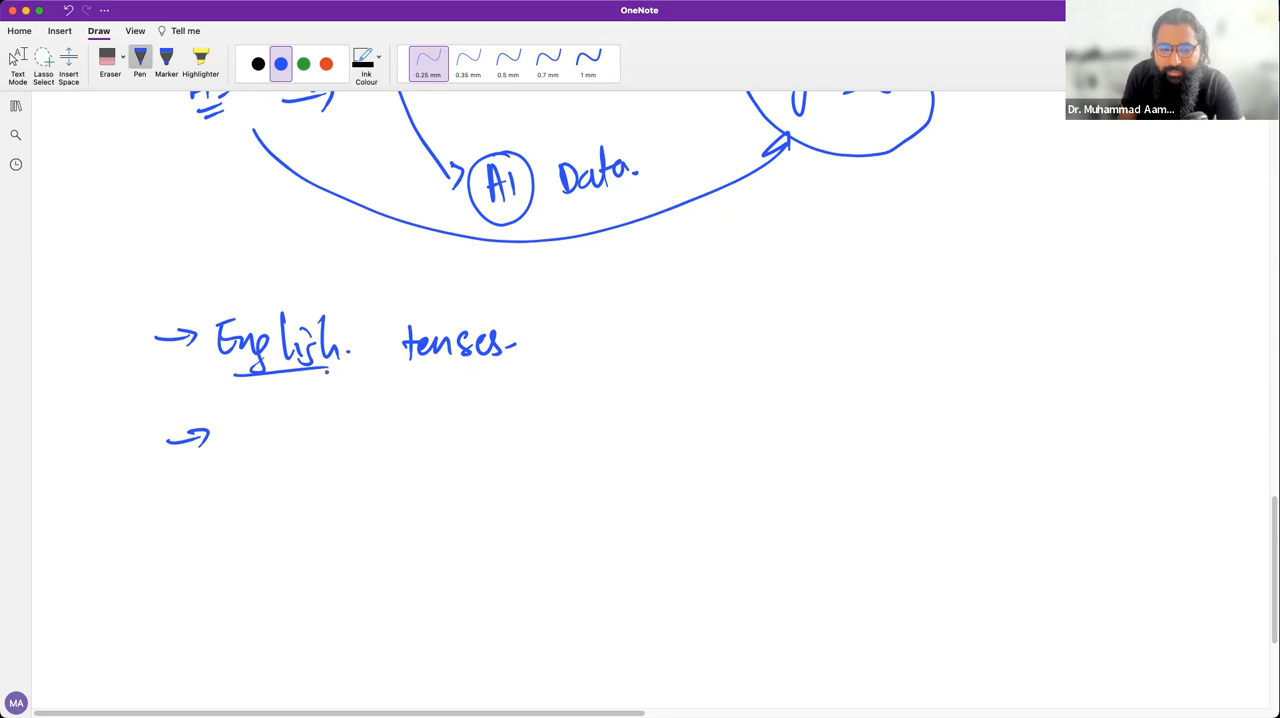 OneNote
Home Insert Draw View Tell me
Text Mode
Lasso Select
Insert Space
Eraser
Pen
Marker
Highlighter
Ink Colour
0.25 mm
0.35 mm
0.5 mm
0.7 mm
1 mm
Dr. Muhammad Aam...
AI Data.
→ English. tenses-
→
MA